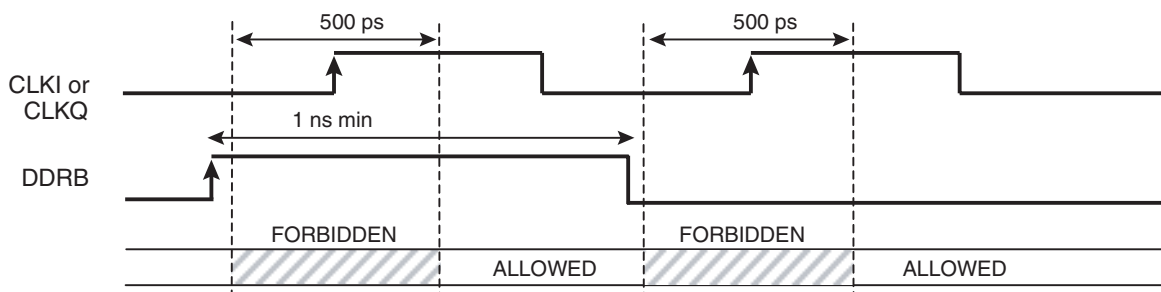 500 ps
500 ps
CLKI or
CLKQ
1 ns min
DDRB
FORBIDDEN
FORBIDDEN
ALLOWED
ALLOWED